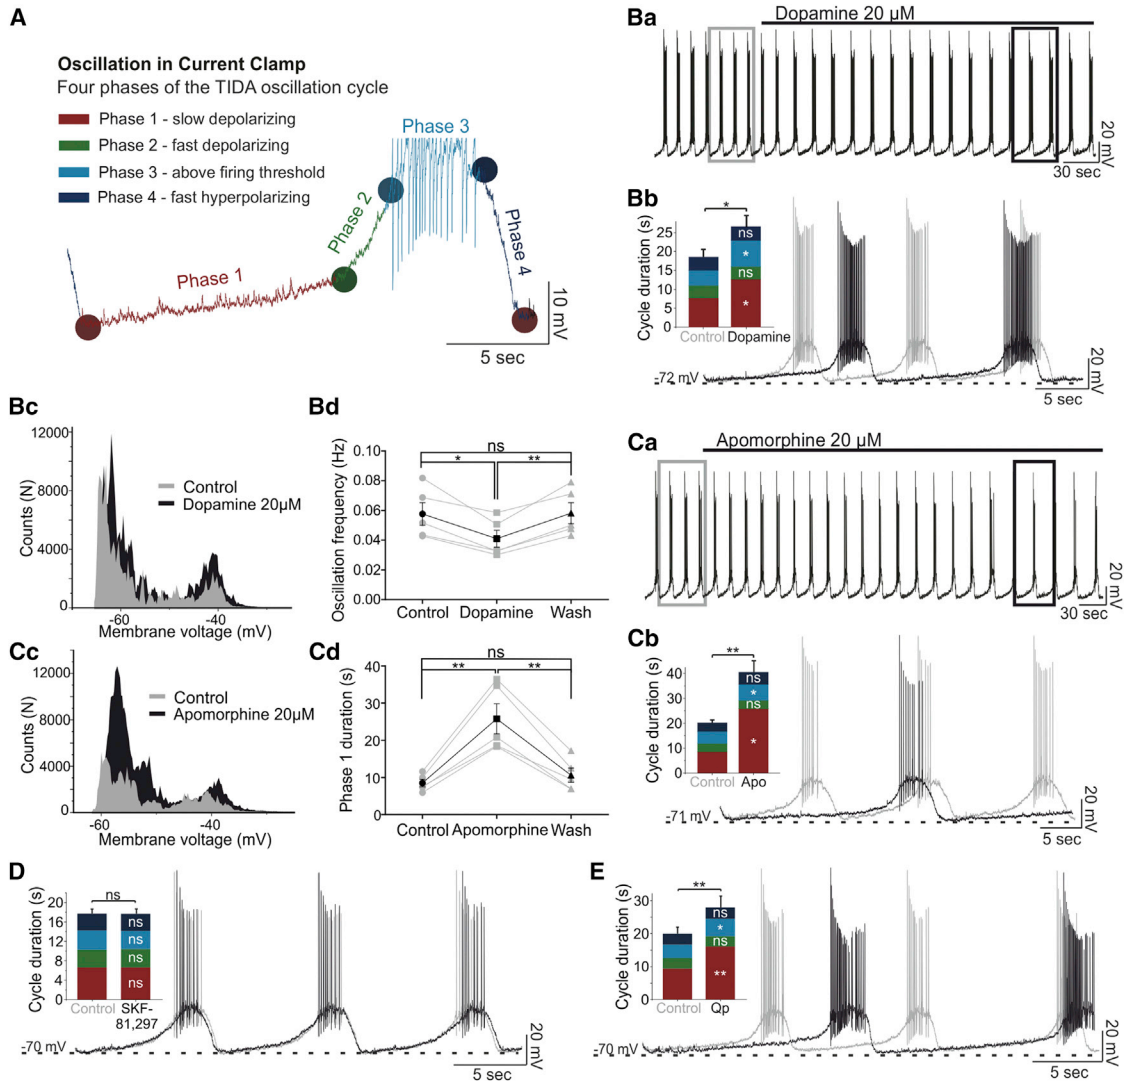 A
Oscillation in Current Clamp
Four phases of the TIDA oscillation cycle
Phase 1 - slow depolarizing
Phase 2 - fast depolarizing
Phase 3 - above firing threshold
Phase 4 - fast hyperpolarizing
Phase 1
Phase 2
Phase 3
Phase 4
10 mV
5 sec
Ba
Dopamine 20 µM
20 mV
30 sec
Bb
Cycle duration (s)
25
20
15
10
5
0
*
ns
*
ns
*
Control Dopamine
-72 mV
20 mV
5 sec
Bc
Counts (N)
12000
8000
4000
0
Control
Dopamine 20µM
-60 -40
Membrane voltage (mV)
Bd
Oscillation frequency (Hz)
0.10
0.08
0.06
0.04
0.02
0.00
ns
* **
Control Dopamine Wash
Ca
Apomorphine 20 µM
20 mV
30 sec
Cb
Cycle duration (s)
40
30
20
10
0
**
ns
*
ns
*
Control Apo
-71 mV
20 mV
5 sec
Cc
Counts (N)
12000
8000
4000
0
Control
Apomorphine 20µM
-60 -40
Membrane voltage (mV)
Cd
Phase 1 duration (s)
40
30
20
10
0
ns
** **
Control Apomorphine Wash
D
Cycle duration (s)
20
16
12
8
4
0
ns
ns
ns
ns
ns
Control SKF-
81,297
-70 mV
20 mV
5 sec
E
Cycle duration (s)
30
20
10
0
**
ns
*
ns
**
Control Qp
-70 mV
20 mV
5 sec